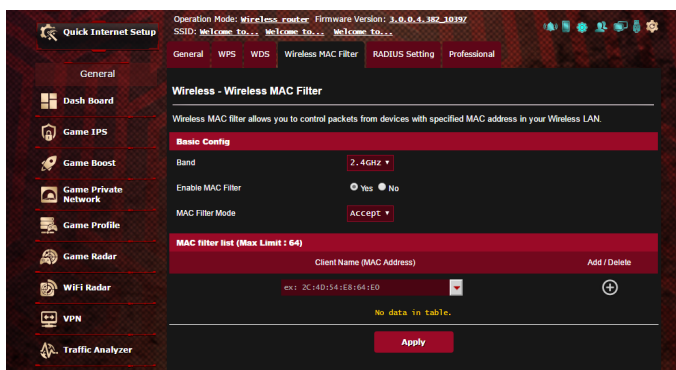 Quick Internet Setup
Operation Mode: Wireless router Firmware Version: 3.0.0.4.382_10397
SSID: Welcome to... Welcome to... Welcome to...
General WPS WDS Wireless MAC Filter RADIUS Setting Professional
General
Dash Board
Game IPS
Game Boost
Game Private
Network
Game Profile
Game Radar
WiFi Radar
VPN
Traffic Analyzer
Wireless - Wireless MAC Filter
Wireless MAC filter allows you to control packets from devices with specified MAC address in your Wireless LAN.
Basic Config
Band 2.4GHz
Enable MAC Filter Yes No
MAC Filter Mode Accept
MAC filter list (Max Limit : 64)
Client Name (MAC Address) Add / Delete
ex: 2C:4D:54:E8:64:E0
No data in table.
Apply